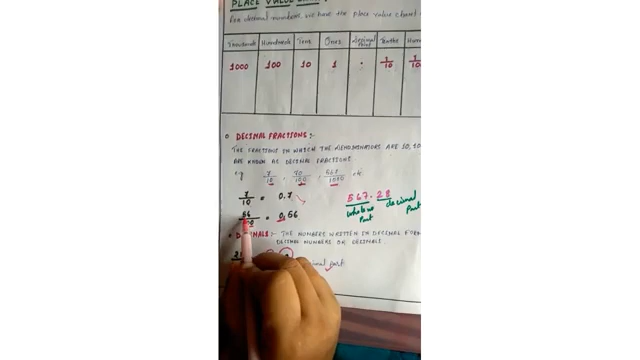 PLACE VALUE
For decimal numbers, we have the place value chart
Thousands Hundreds Tens Ones Decimal Point Tenths
1000 100 10 1 . 1/10
DECIMAL FRACTIONS:-
THE FRACTIONS IN WHICH THE DENOMINATORS ARE 10, 10
ARE KNOWN AS DECIMAL FRACTIONS
eg 7/10 , 70/100 , 567/1000 etc
7/10 = 0.7
567.28
whole no Part decimal Part
56 = 0.56
THE NUMBERS WRITTEN IN DECIMAL FORM
DECIMAL NUMBERS OR DECIMALS.
part